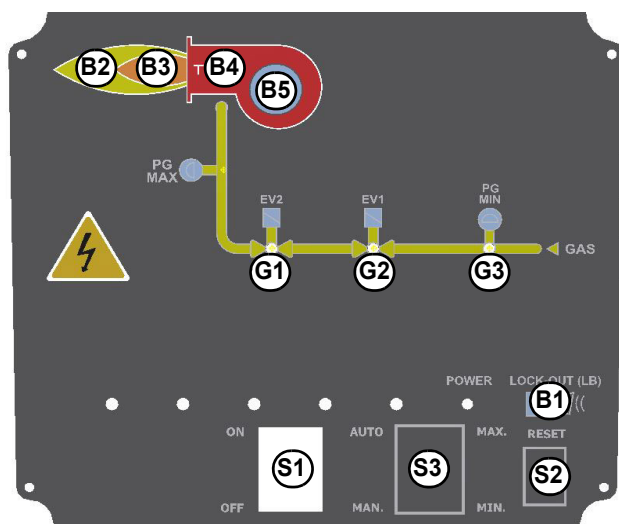 B2 B3 T B4
B5
PG
MAX
EV2 EV1 PG
MIN
GAS
G1 G2 G3
POWER LOCK-OUT (LB)
B1
ON AUTO MAX. RESET
S1 S3 S2
OFF MAN. MIN.